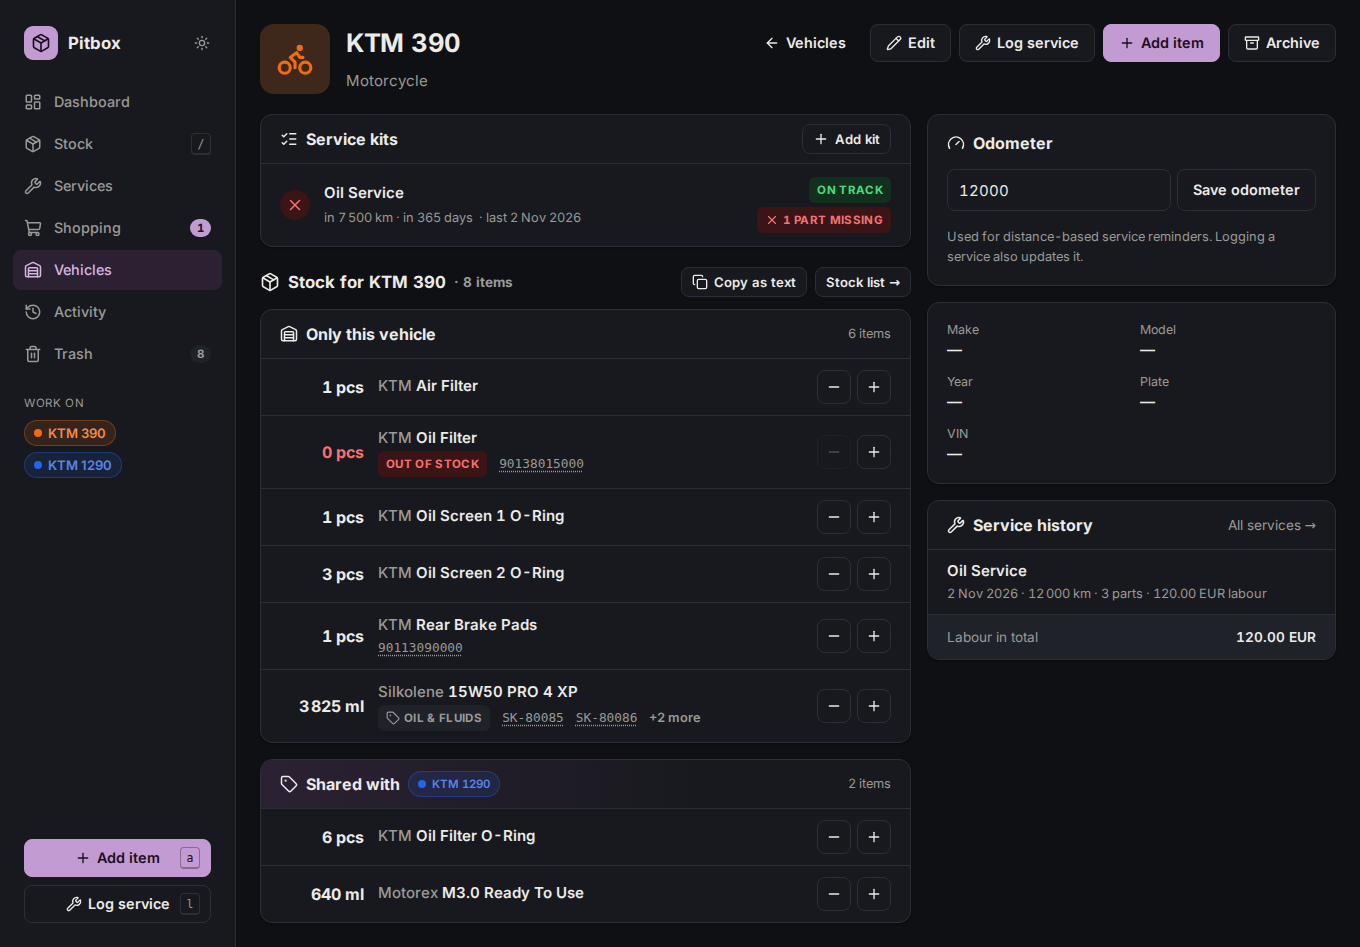 Pitbox
Dashboard
Stock /
Services
Shopping 1
Vehicles
Activity
Trash 8
WORK ON
KTM 390
KTM 1290
Add item a
Log service l
KTM 390
Motorcycle
← Vehicles
Edit
Log service
Add item
Archive
Service kits
Add kit
Oil Service
in 7 500 km · in 365 days · last 2 Nov 2026
ON TRACK
1 PART MISSING
Stock for KTM 390 · 8 items
Copy as text
Stock list →
Only this vehicle
6 items
1 pcs KTM Air Filter
0 pcs KTM Oil Filter
OUT OF STOCK 90138015000
1 pcs KTM Oil Screen 1 O-Ring
3 pcs KTM Oil Screen 2 O-Ring
1 pcs KTM Rear Brake Pads
90113090000
3 825 ml Silkolene 15W50 PRO 4 XP
OIL & FLUIDS SK-80085 SK-80086 +2 more
Shared with KTM 1290
2 items
6 pcs KTM Oil Filter O-Ring
640 ml Motorex M3.0 Ready To Use
Odometer
12000
Save odometer
Used for distance-based service reminders. Logging a
service also updates it.
Make Model
— —
Year Plate
— —
VIN
—
Service history
All services →
Oil Service
2 Nov 2026 · 12 000 km · 3 parts · 120.00 EUR labour
Labour in total 120.00 EUR